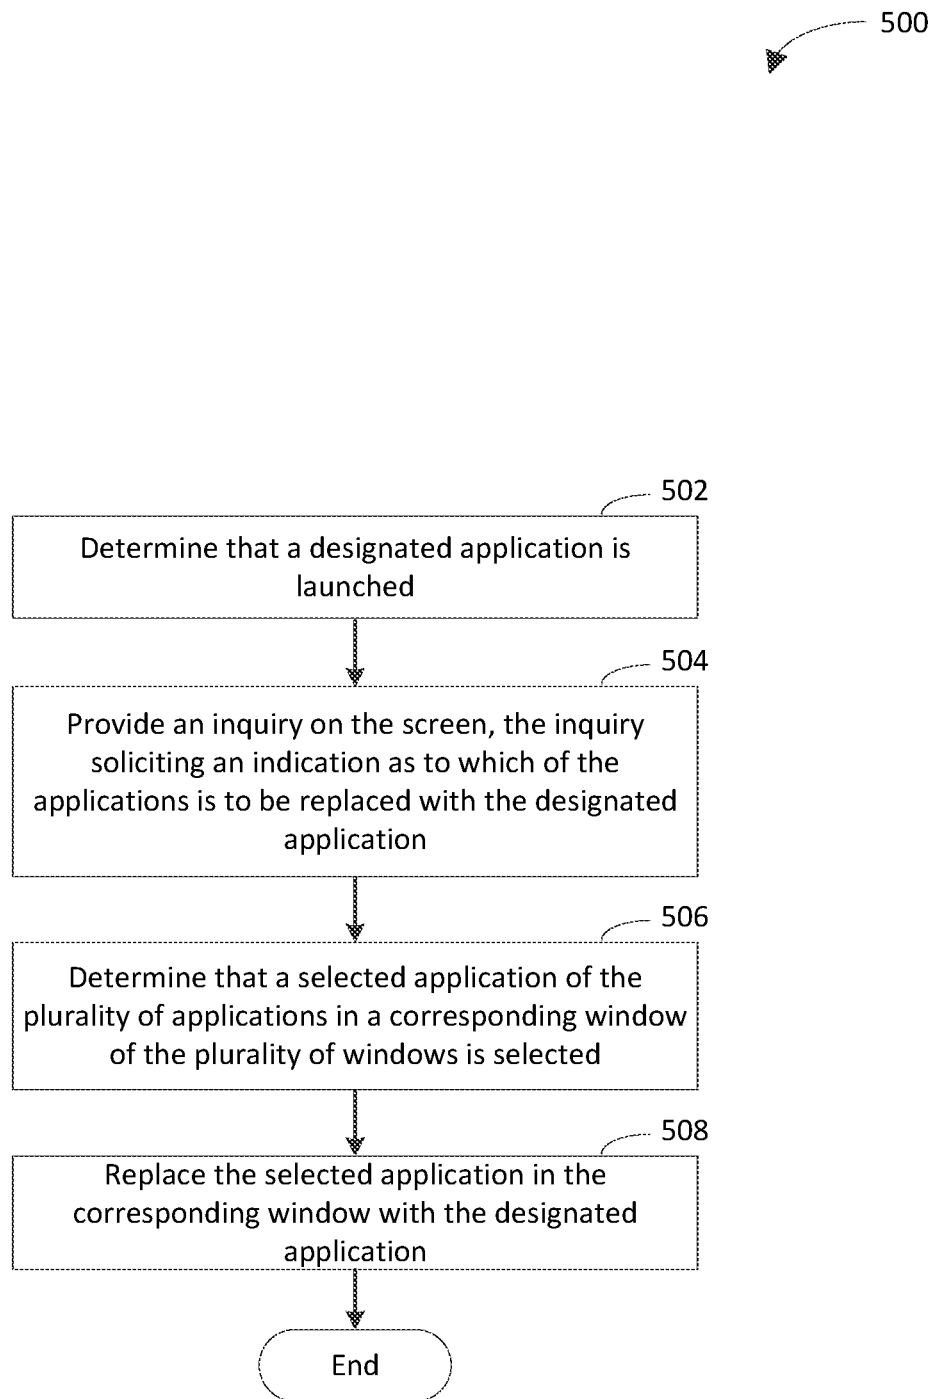 500
502
Determine that a designated application is
launched
504
Provide an inquiry on the screen, the inquiry
soliciting an indication as to which of the
applications is to be replaced with the designated
application
506
Determine that a selected application of the
plurality of applications in a corresponding window
of the plurality of windows is selected
508
Replace the selected application in the
corresponding window with the designated
application
End